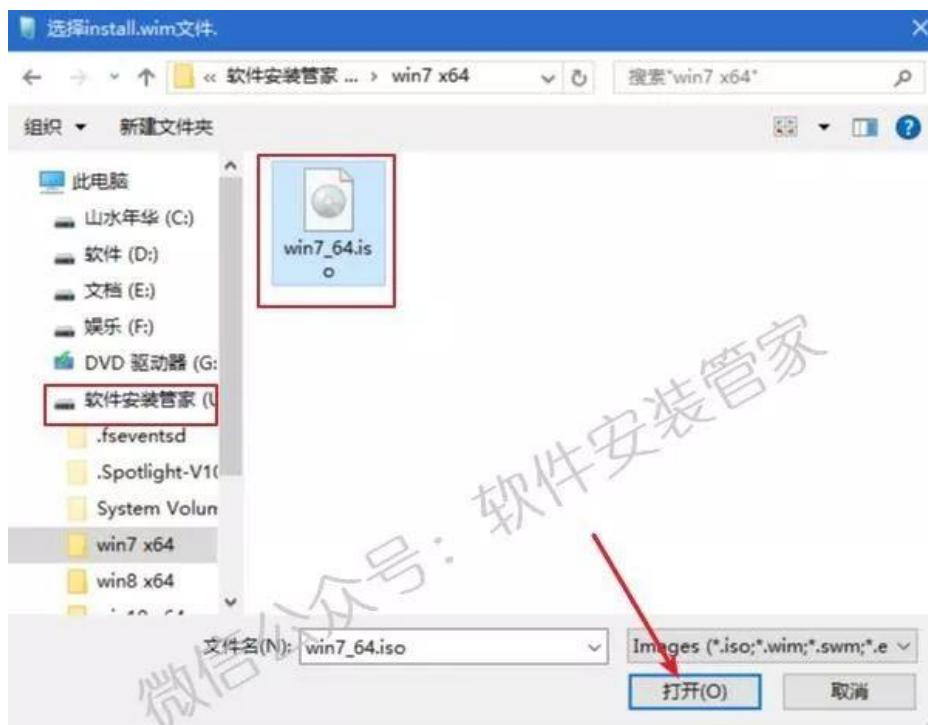 选择install.wim文件.
« 软件安装管家 ... › win7 x64
搜索"win7 x64"
组织 新建文件夹
此电脑
山水年华 (C:)
软件 (D:)
文档 (E:)
娱乐 (F:)
DVD 驱动器 (G:
软件安装管家 (U
.fseventsd
.Spotlight-V10
System Volum
win7 x64
win8 x64
win7_64.is
o
微信公众号：软件安装管家
文件名(N): win7_64.iso
Images (*.iso;*.wim;*.swm;*.e
打开(O) 取消